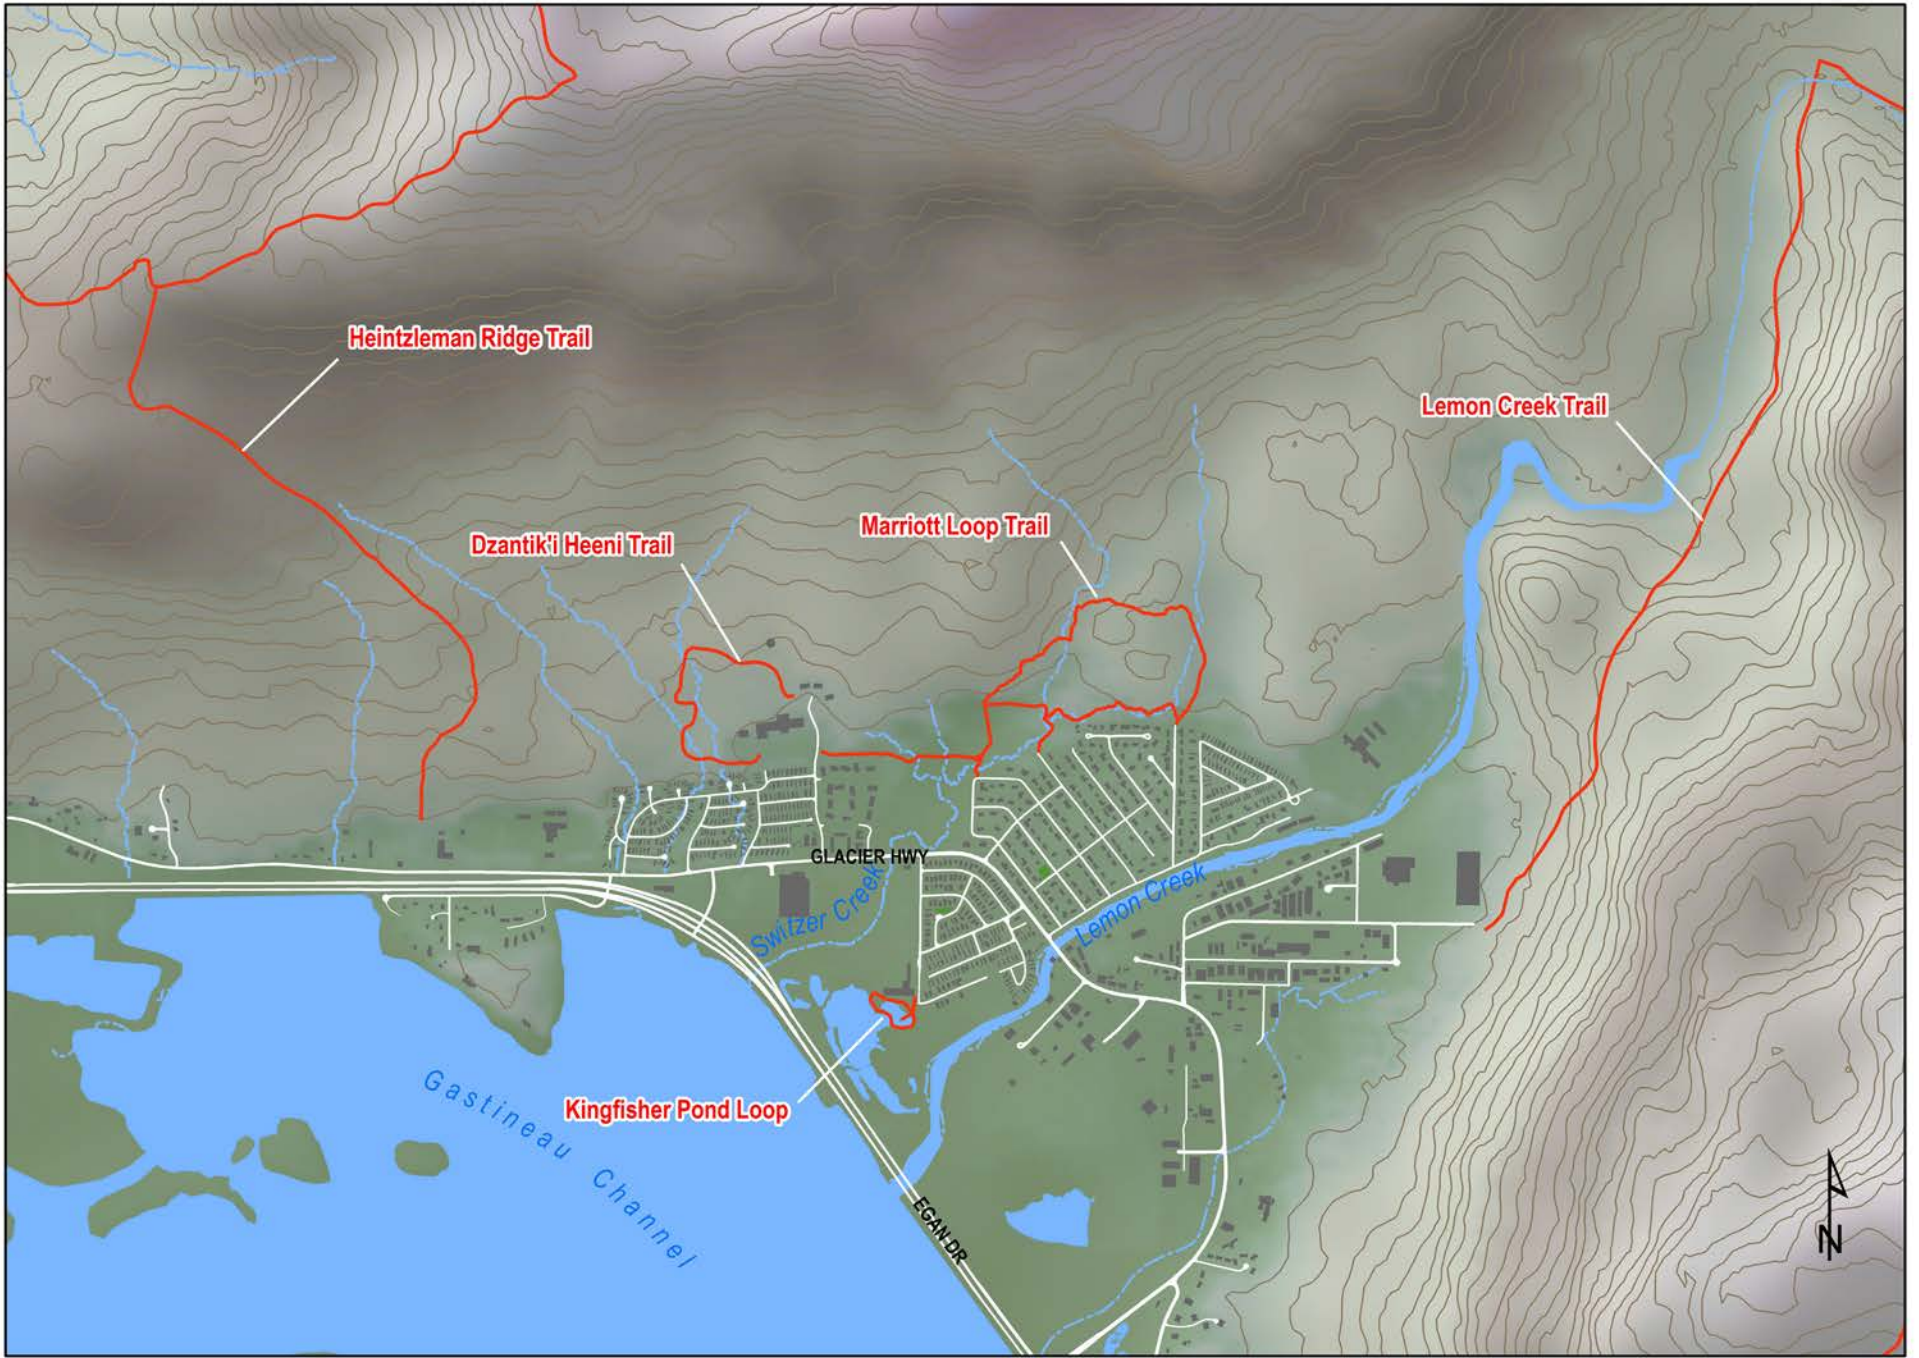 Heintzleman Ridge Trail
Lemon Creek Trail
Marriott Loop Trail
Dzantik'i Heeni Trail
GLACIER HWY
Switzer Creek
Lemon Creek
Kingfisher Pond Loop
Gastineau Channel
EGAN DR
N